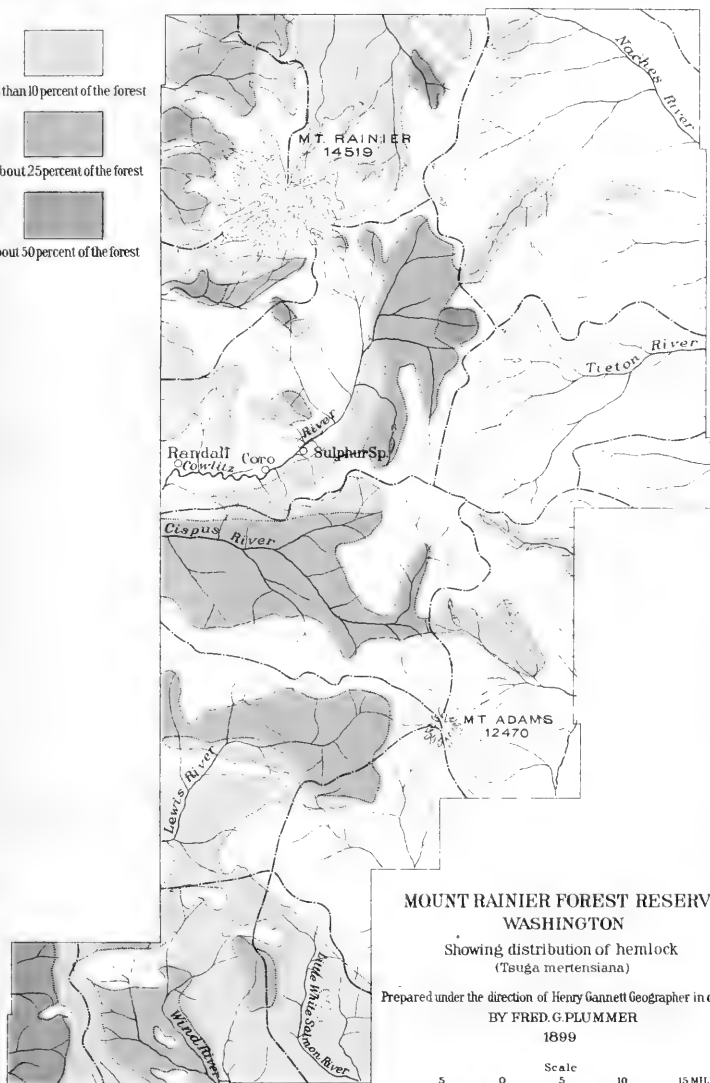 than 10 percent of the forest
bout 25 percent of the forest
out 50 percent of the forest
Naches River
MT. RAINIER
14519
Tieton River
River
Randall
Coro
Sulphur Sp.
Cowlitz
Cispus River
MT ADAMS
12470
Lewis River
Little White Salmon River
Wind River
MOUNT RAINIER FOREST RESERV
WASHINGTON
Showing distribution of hemlock
(Tsuga mertensiana)
Prepared under the direction of Henry Gannett Geographer in
BY FRED. G. PLUMMER
1899
Scale
5 0 5 10 15 MIL